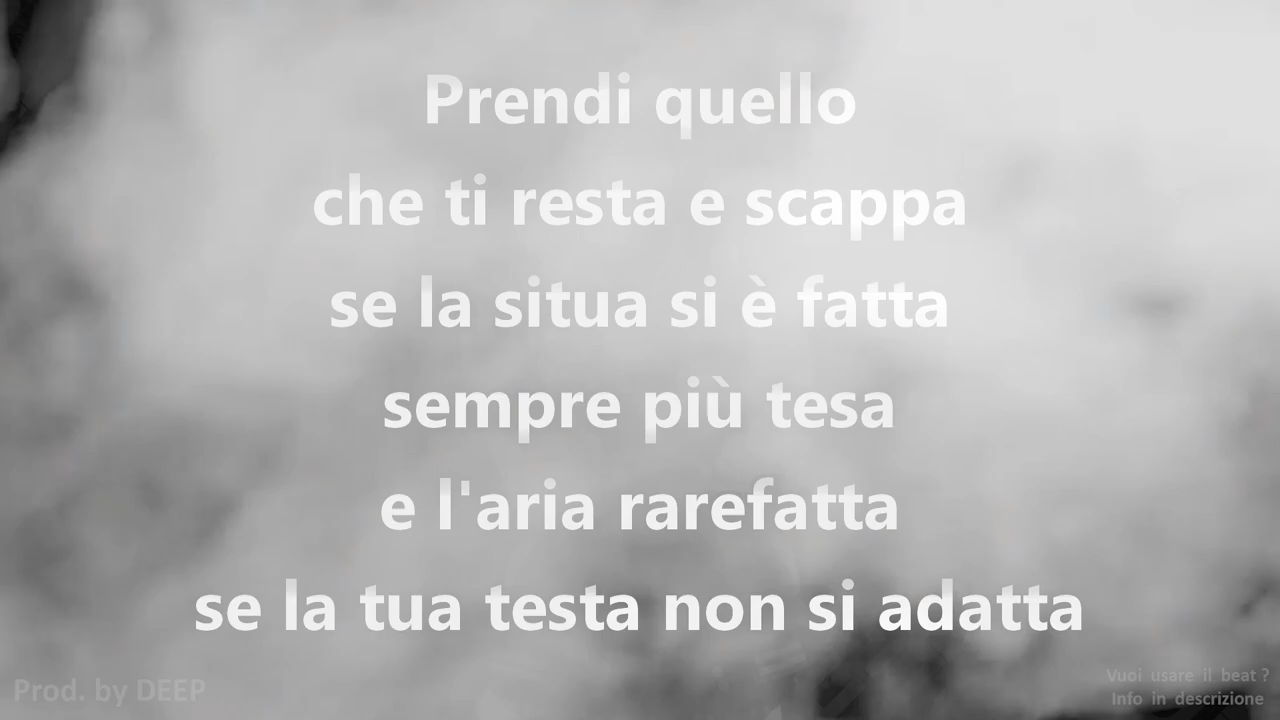 Prendi quello
che ti resta e scappa
se la situa si è fatta
sempre più tesa
e l'aria rarefatta
se la tua testa non si adatta
Prod. by DEEP
Vuoi usare il beat ?
Info in descrizione